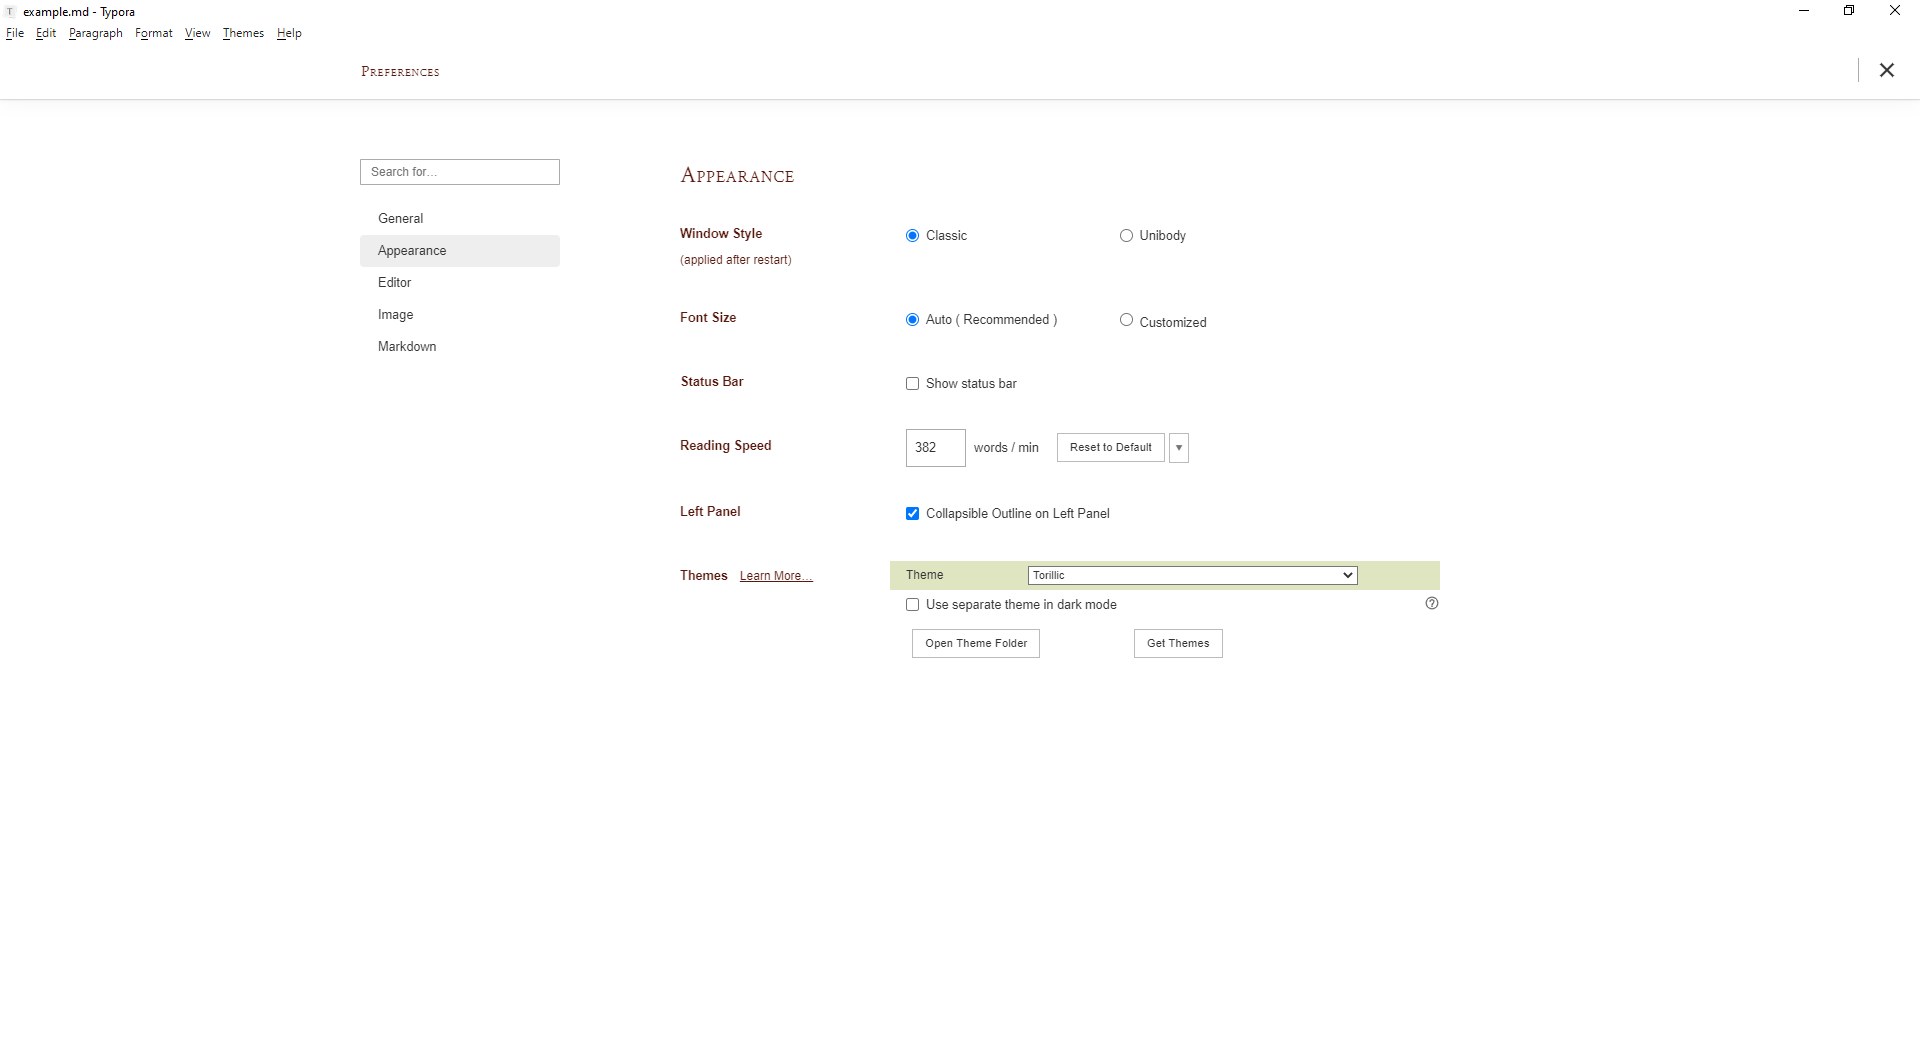 T example.md - Typora
File Edit Paragraph Format View Themes Help
Preferences
Search for...
General
Appearance
Editor
Image
Markdown
Appearance
Window Style
(applied after restart)
Classic
Unibody
Font Size
Auto ( Recommended )
Customized
Status Bar
Show status bar
Reading Speed
382 words / min Reset to Default
Left Panel
Collapsible Outline on Left Panel
Themes Learn More...
Theme Torillic
Use separate theme in dark mode
Open Theme Folder Get Themes